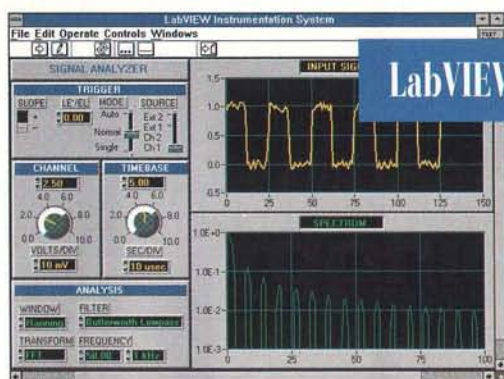 LabVIEW Instrumentation System
File Edit Operate Controls Windows
SIGNAL ANALYZER
TRIGGER
SLOPE LEVEL MODE SOURCE
+ 0.00 Auto Ext 2
- Normal Ext 1
Single Ch 2
Ch 1
CHANNEL
2.50
4.0 6.0
2.0 8.0
0.0 10.0
VOLTS/DIV
10 mV
TIMEBASE
5.00
4.0 6.0
2.0 8.0
0.0 10.0
SEC/DIV
10 usec
ANALYSIS
WINDOW FILTER
Hanning Butterworth Lowpass
TRANSFORM FREQUENCY
FFT 50.00 1 kHz
INPUT SIG
LabVIEW
1.5
1.0
0.5
0.0
-0.5
0 25 50 75 100 125 150
SPECTRUM
1.0E+0
1.0E-1
1.0E-2
1.0E-3
0 25 50 75 100